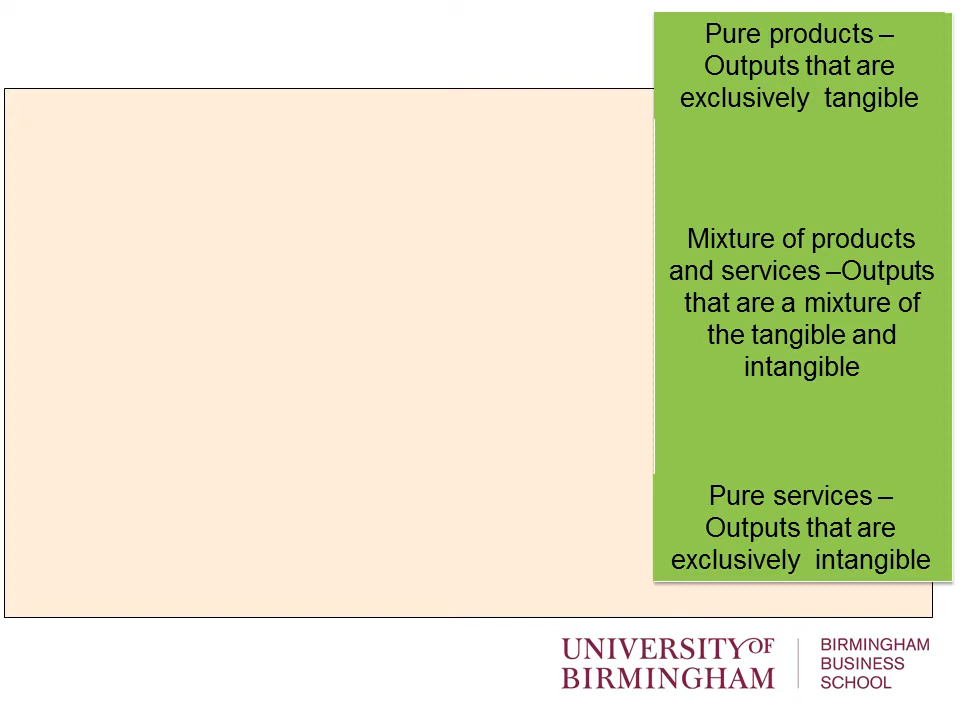 Pure products –
Outputs that are
exclusively tangible
Mixture of products
and services –Outputs
that are a mixture of
the tangible and
intangible
Pure services –
Outputs that are
exclusively intangible
UNIVERSITY OF
BIRMINGHAM
BIRMINGHAM
BUSINESS
SCHOOL